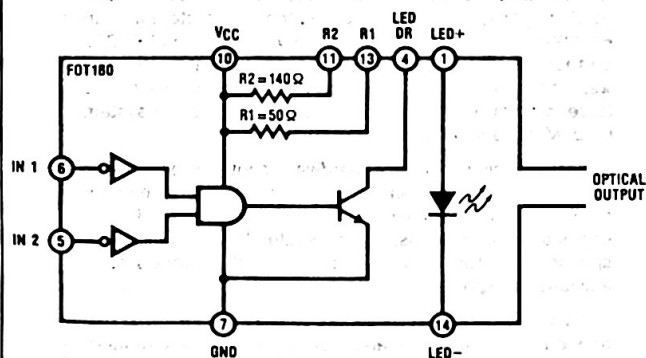 VCC R2 R1 LED DR LED+
10 11 13 4 1
FOT180
R2=140Ω
R1=50Ω
IN 1 6
IN 2 5
OPTICAL OUTPUT
7 14
GND LED-